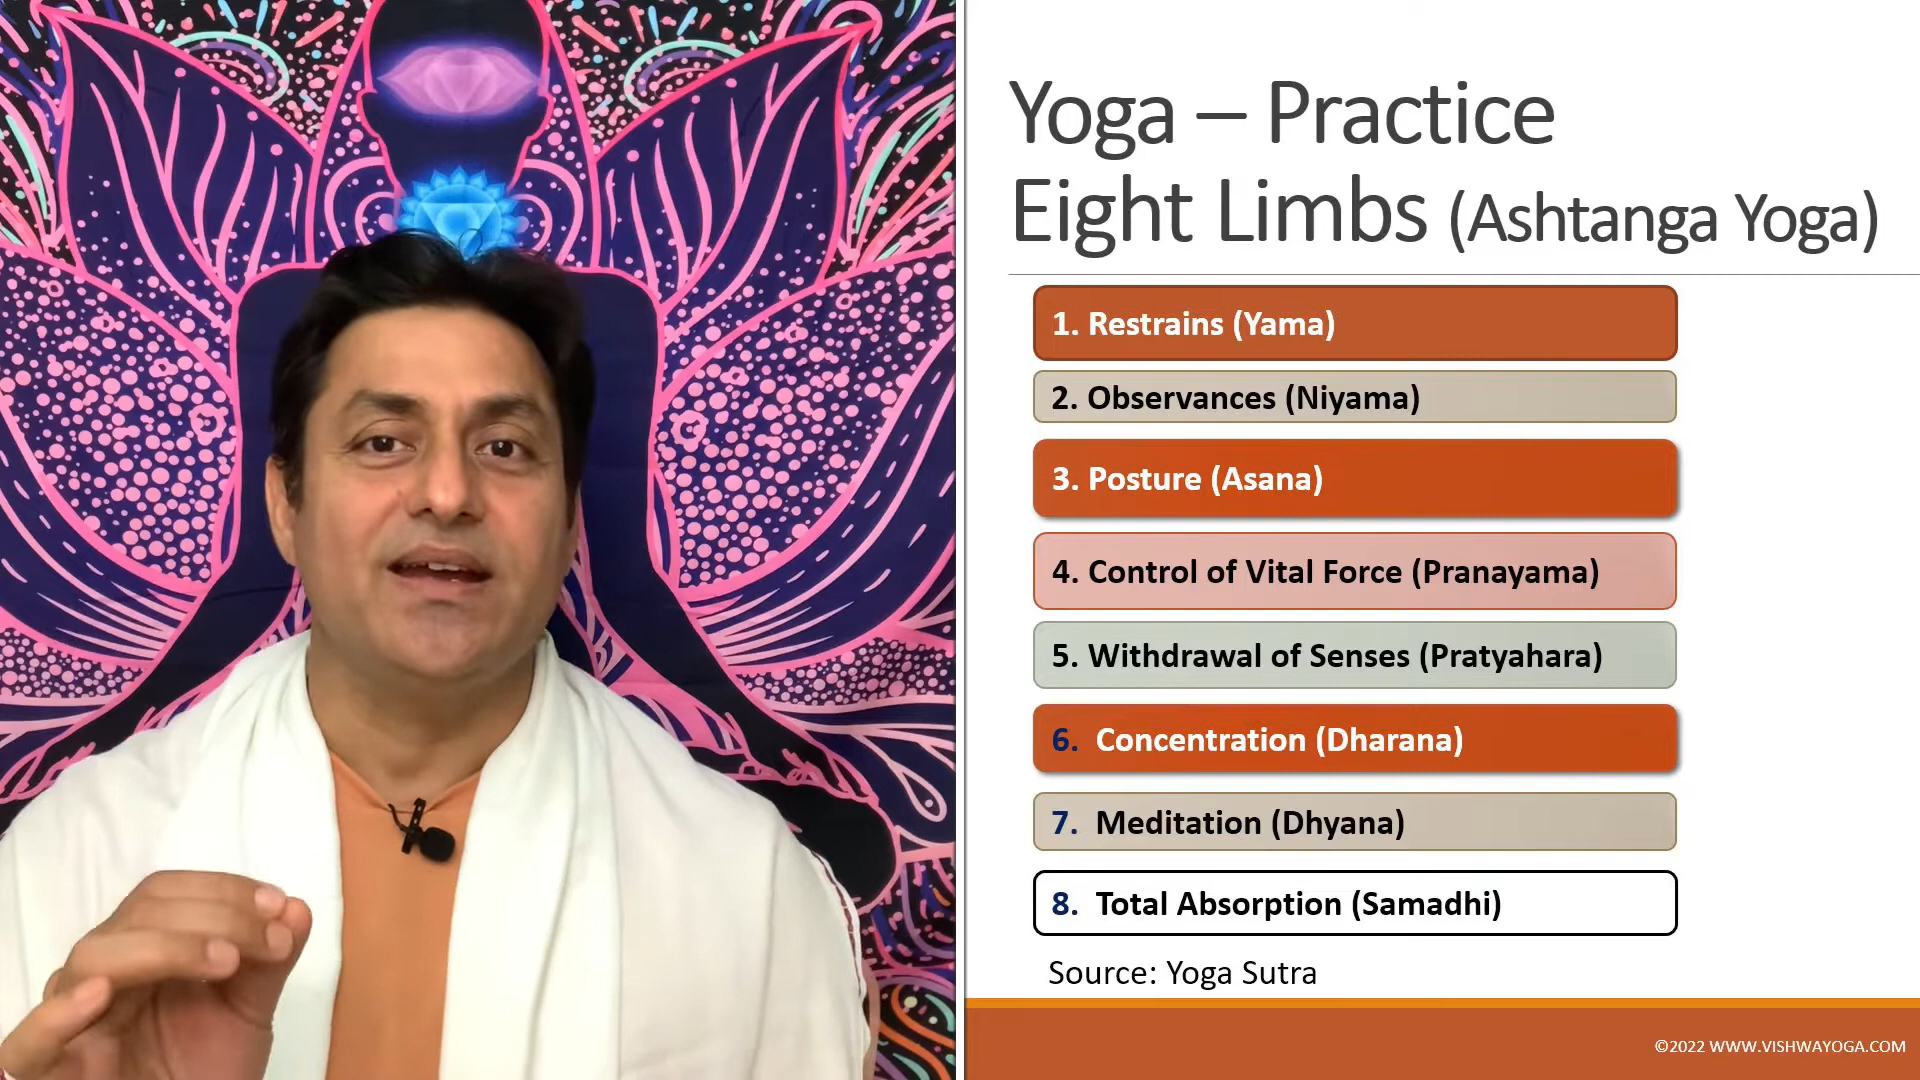 Yoga – Practice
Eight Limbs (Ashtanga Yoga)
1. Restrains (Yama)
2. Observances (Niyama)
3. Posture (Asana)
4. Control of Vital Force (Pranayama)
5. Withdrawal of Senses (Pratyahara)
6. Concentration (Dharana)
7. Meditation (Dhyana)
8. Total Absorption (Samadhi)
Source: Yoga Sutra
©2022 WWW.VISHWAYOGA.COM